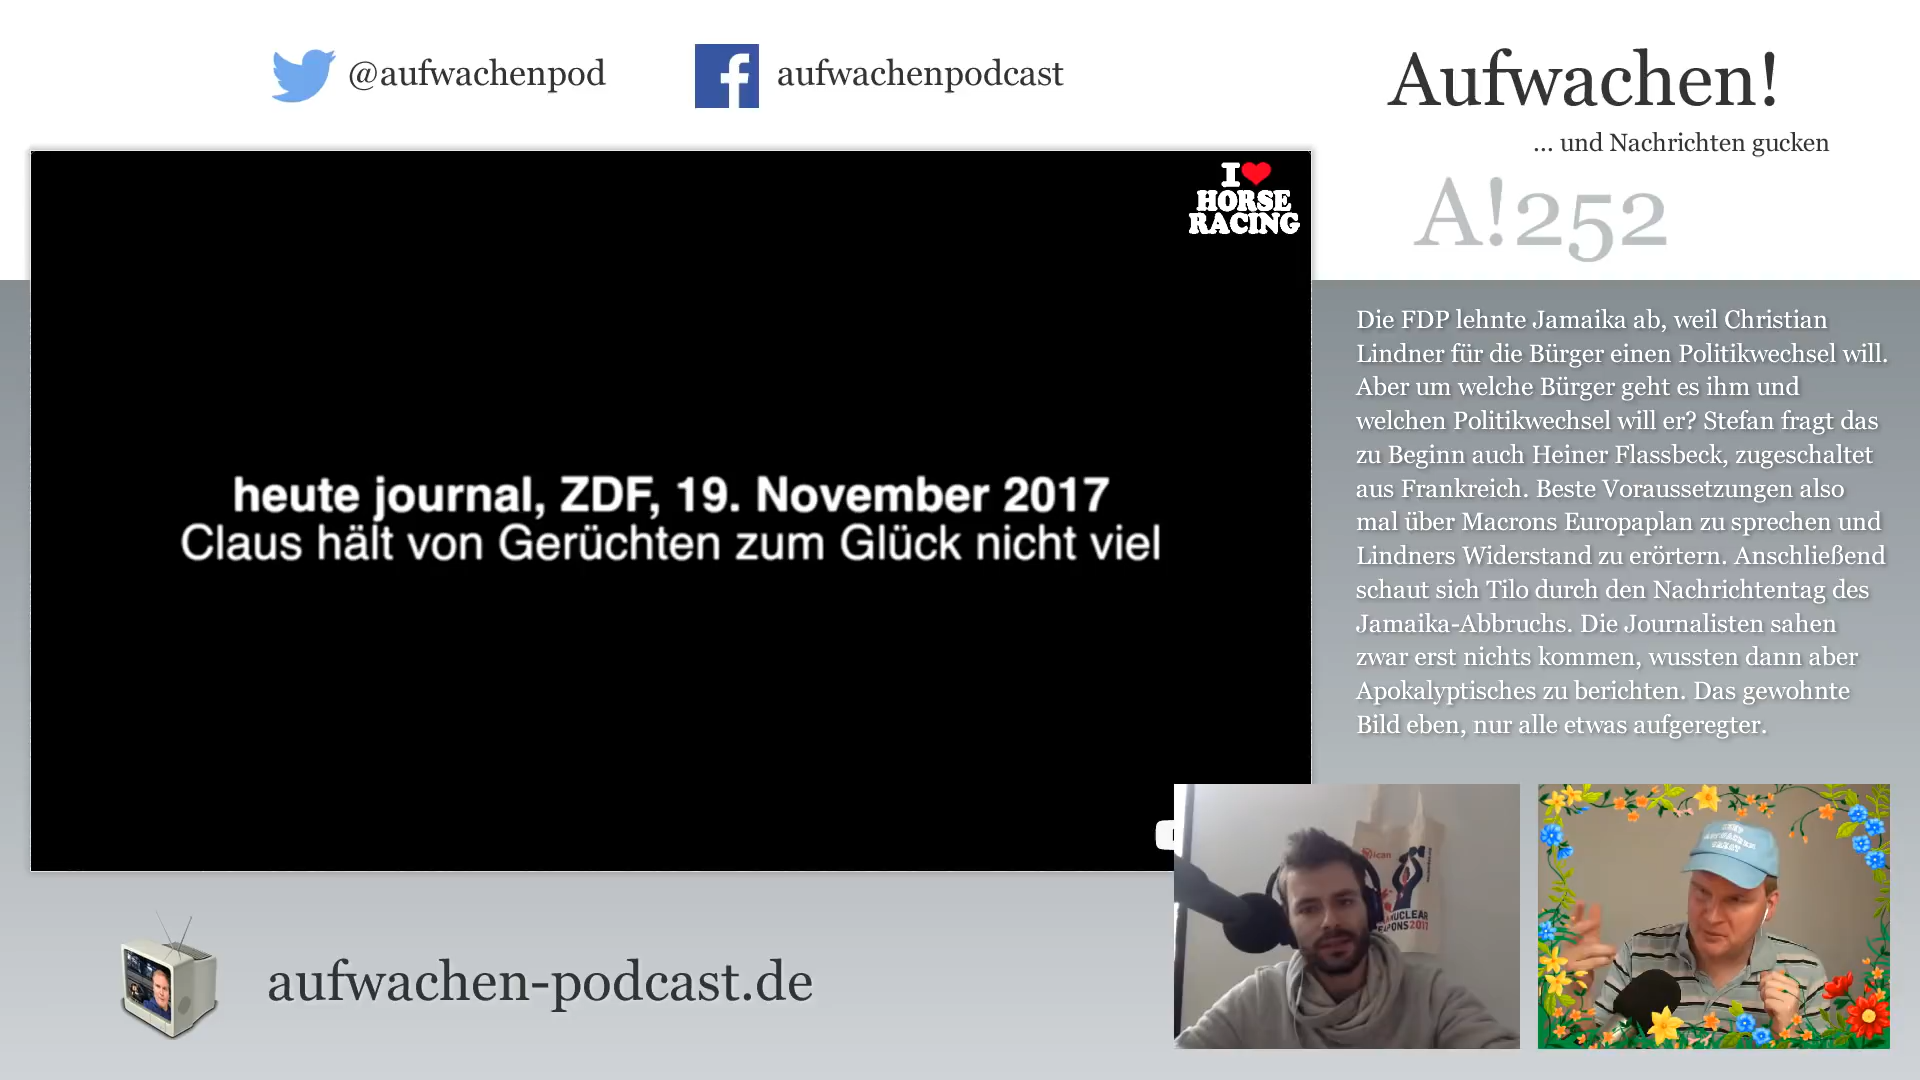 @aufwachenpod
aufwachenpodcast
Aufwachen!
... und Nachrichten gucken
A!252
I
HORSE
RACING
heute journal, ZDF, 19. November 2017
Claus hält von Gerüchten zum Glück nicht viel
Die FDP lehnte Jamaika ab, weil Christian
Lindner für die Bürger einen Politikwechsel will.
Aber um welche Bürger geht es ihm und
welchen Politikwechsel will er? Stefan fragt das
zu Beginn auch Heiner Flassbeck, zugeschaltet
aus Frankreich. Beste Voraussetzungen also
mal über Macrons Europaplan zu sprechen und
Lindners Widerstand zu erörtern. Anschließend
schaut sich Tilo durch den Nachrichtentag des
Jamaika-Abbruchs. Die Journalisten sahen
zwar erst nichts kommen, wussten dann aber
Apokalyptisches zu berichten. Das gewohnte
Bild eben, nur alle etwas aufgeregter.
ican
aufwachen-podcast.de